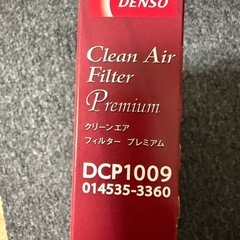 DENSO
Clean Air
Filter
Premium
クリーンエア
フィルター プレミアム
DCP1009
014535-3360